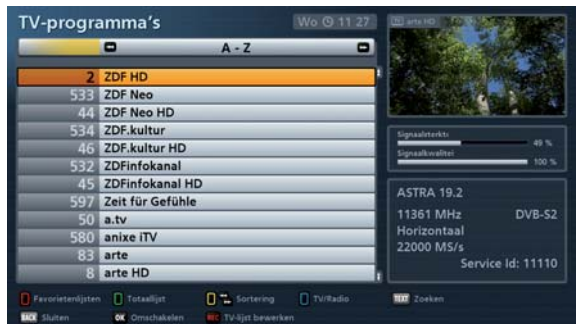 TV-programma's
Wo 11 27
arte HD
A - Z
2 ZDF HD
533 ZDF Neo
44 ZDF Neo HD
534 ZDF.kultur
46 ZDF.kultur HD
532 ZDFinfokanal
45 ZDFinfokanal HD
597 Zeit für Gefühle
50 a.tv
580 anixe iTV
83 arte
8 arte HD
Signaalsterkte
49 %
Signaalkwalitei
100 %
ASTRA 19.2
11361 MHz DVB-S2
Horizontaal
22000 MS/s
Service Id: 11110
Favorietenlijsten Totaallijst Sortering TV/Radio TEXT Zoeken
BACK Sluiten OK Omschakelen REC TV-lijst bewerken